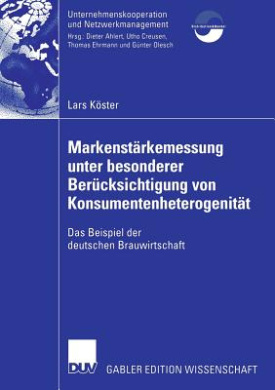 Unternehmenskooperation
und Netzwerkmanagement
Hrsg.: Dieter Ahlert, Utho Creusen,
Thomas Ehrmann und Günter Olesch
Lars Köster
Markenstärkemessung
unter besonderer
Berücksichtigung von
Konsumentenheterogenität
Das Beispiel der
deutschen Brauwirtschaft
DUV
GABLER EDITION WISSENSCHAFT